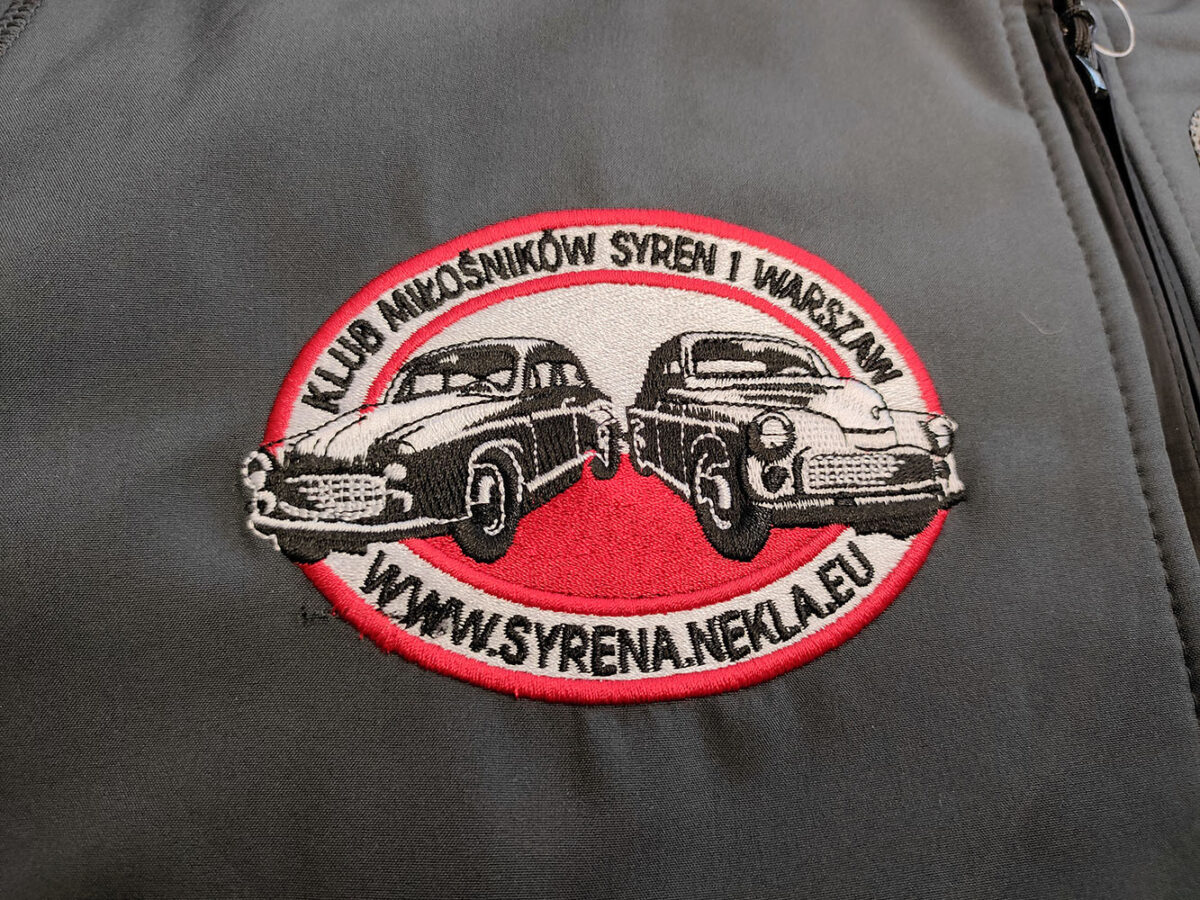 KLUB MIŁOŚNIKÓW SYREN I WARSZAW
WWW.SYRENA.NEKLA.EU